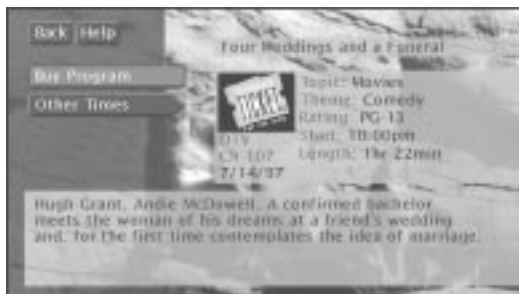 Back Help
Four Weddings and a Funeral
Buy Program
Other Times
TICKET
Topic: Movies
Theme: Comedy
Rating: PG-13
Start: 10:00pm
Length: 1hr 22min
7/14/97
Hugh Grant, Andie McDowell. A confirmed bachelor
meets the woman of his dreams at a friend's wedding
and, for the first time contemplates the idea of marriage.